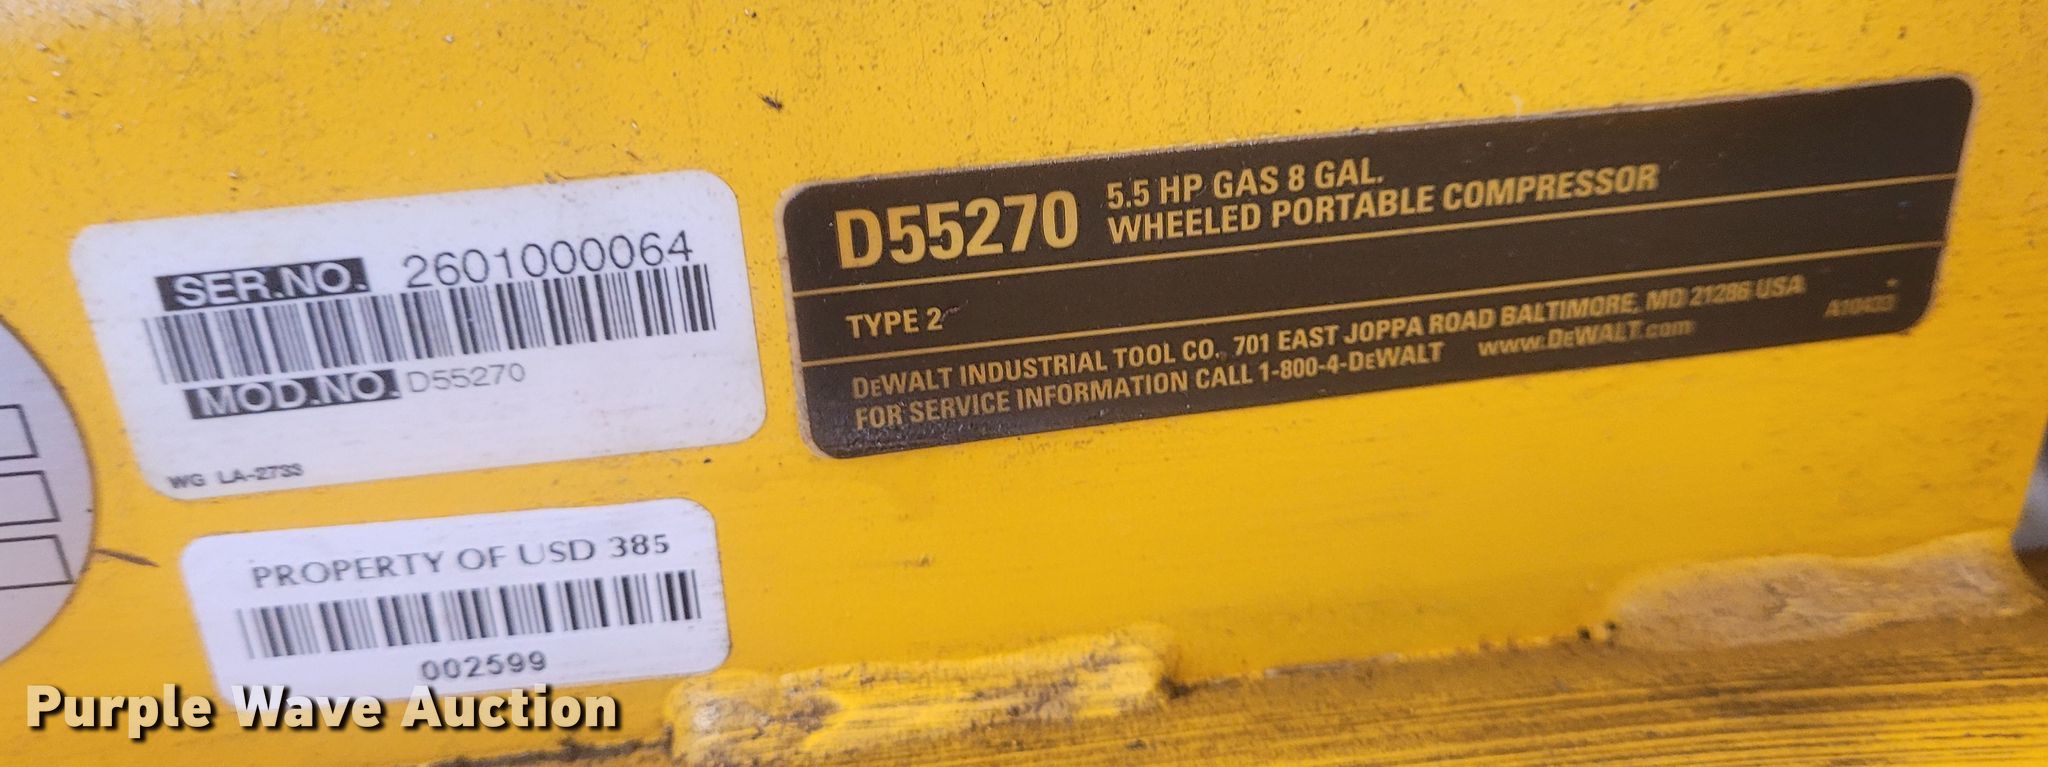 SER.NO. 2601000064
MOD.NO. D55270
WG LA-2733
PROPERTY OF USD 385
002599
D55270
5.5 HP GAS 8 GAL.
WHEELED PORTABLE COMPRESSOR
TYPE 2
DEWALT INDUSTRIAL TOOL CO. 701 EAST JOPPA ROAD BALTIMORE, MD 21286 USA
FOR SERVICE INFORMATION CALL 1-800-4-DEWALT www.DEWALT.com
Purple Wave Auction